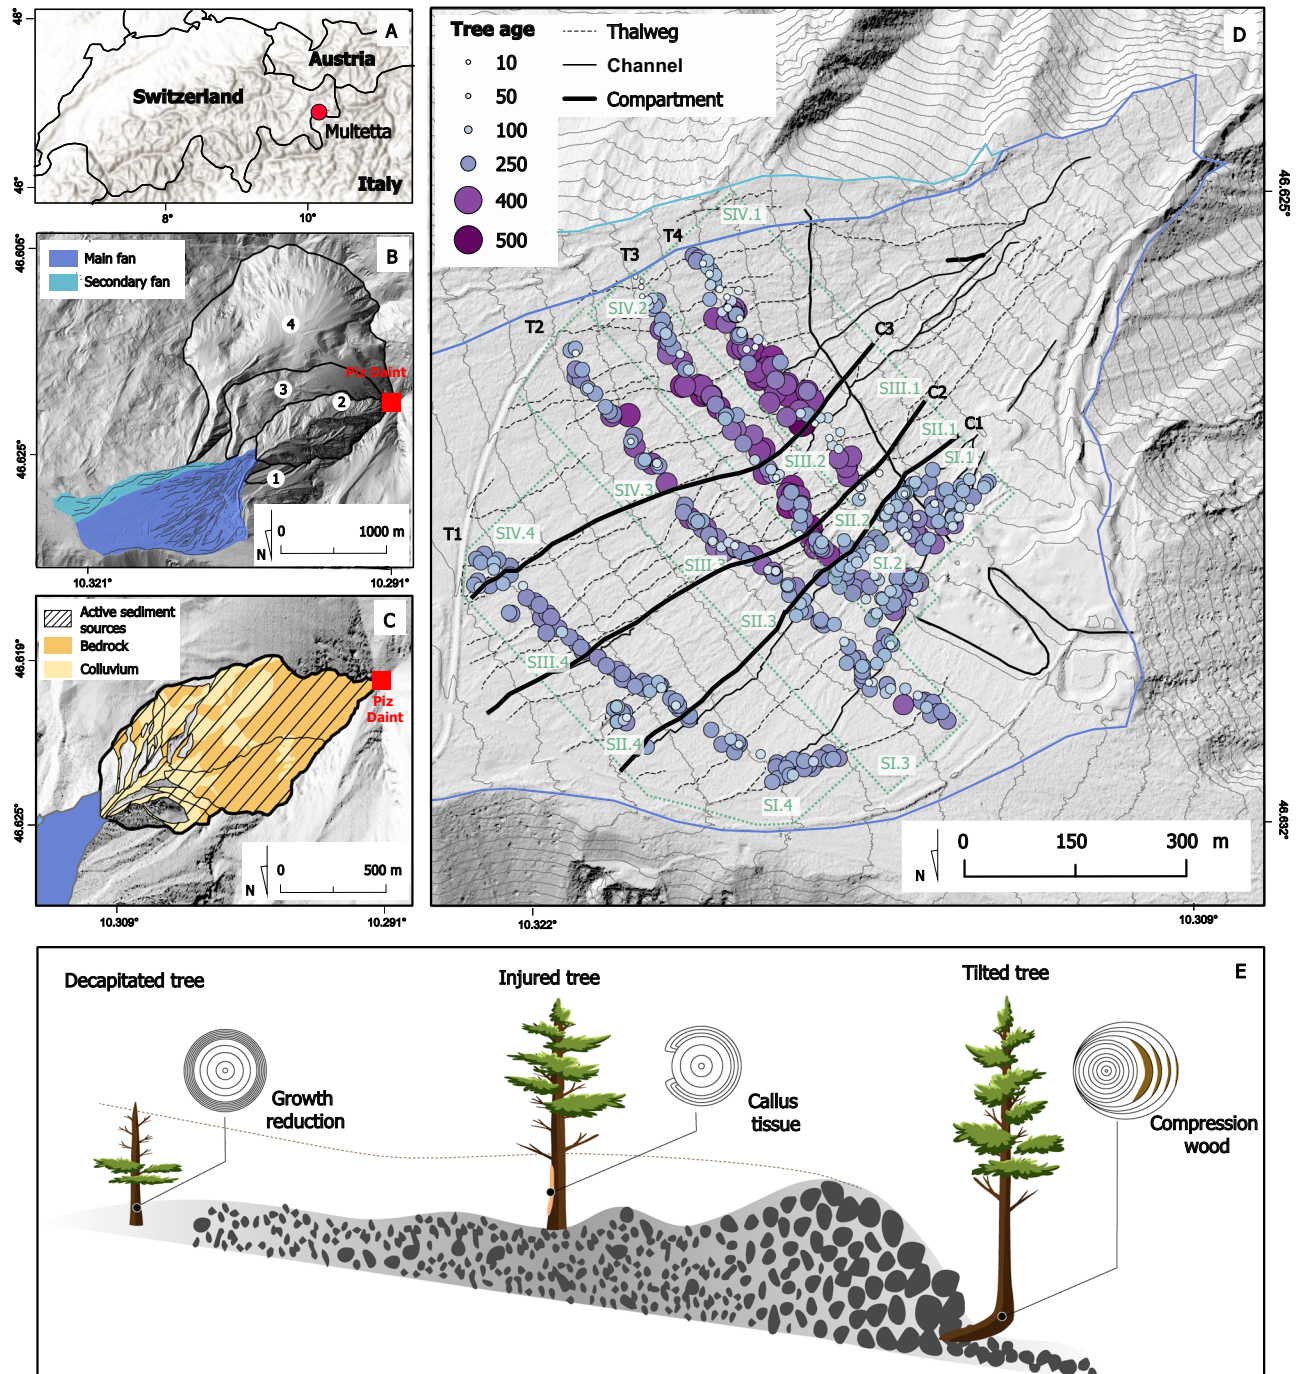 48°
46°
8°
10°
A
Austria
Switzerland
Multetta
Italy
B
Main fan
Secondary fan
46.605°
46.625°
4
3
2
1
Piz Daint
N
0
1000 m
10.321°
10.291°
C
Active sediment
sources
Bedrock
Colluvium
46.619°
46.625°
Piz
Daint
N
0
500 m
10.309°
10.291°
D
Tree age
10
50
100
250
400
500
Thalweg
Channel
Compartment
46.625°
46.632°
T4
T3
T2
T1
C3
C2
C1
SIV.1
SIV.2
SIV.3
SIV.4
SIII.1
SIII.2
SIII.3
SIII.4
SII.1
SII.2
SII.3
SII.4
SI.1
SI.2
SI.3
SI.4
N
0
150
300 m
10.322°
10.309°
E
Decapitated tree
Injured tree
Tilted tree
Growth
reduction
Callus
tissue
Compression
wood